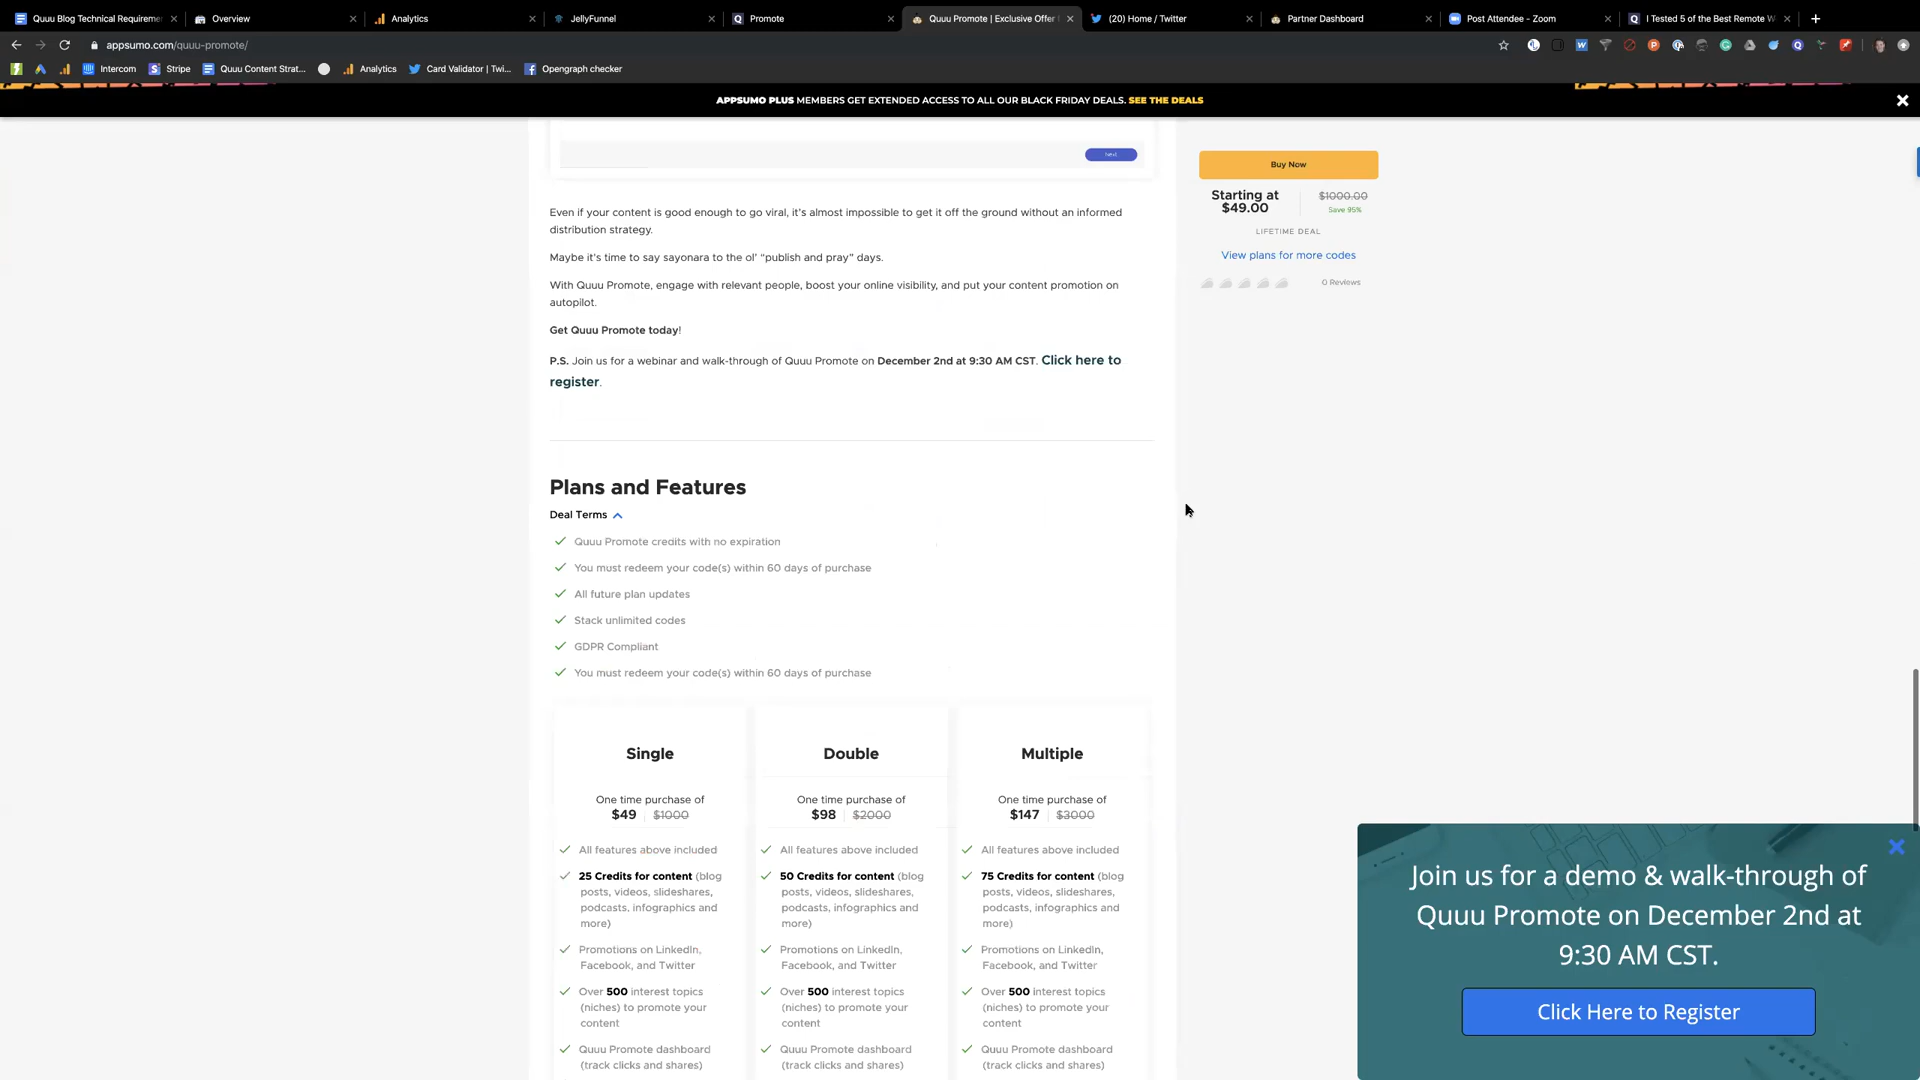 Quuu Blog Technical Requiremen
Overview
Analytics
JellyFunnel
Promote
Quuu Promote | Exclusive Offer
(20) Home / Twitter
Partner Dashboard
Post Attendee - Zoom
I Tested 5 of the Best Remote W
appsumo.com/quuu-promote/
Intercom
Stripe
Quuu Content Strat...
Analytics
Card Validator | Twi...
Opengraph checker
APPSUMO PLUS MEMBERS GET EXTENDED ACCESS TO ALL OUR BLACK FRIDAY DEALS. SEE THE DEALS
Next
Even if your content is good enough to go viral, it's almost impossible to get it off the ground without an informed
distribution strategy.
Maybe it's time to say sayonara to the ol' “publish and pray” days.
With Quuu Promote, engage with relevant people, boost your online visibility, and put your content promotion on
autopilot.
Get Quuu Promote today!
P.S. Join us for a webinar and walk-through of Quuu Promote on December 2nd at 9:30 AM CST. Click here to
register.
Buy Now
Starting at
$49.00
$1000.00
Save 95%
LIFETIME DEAL
View plans for more codes
0 Reviews
Plans and Features
Deal Terms
Quuu Promote credits with no expiration
You must redeem your code(s) within 60 days of purchase
All future plan updates
Stack unlimited codes
GDPR Compliant
You must redeem your code(s) within 60 days of purchase
Single
One time purchase of
$49 $1000
All features above included
25 Credits for content (blog
posts, videos, slideshares,
podcasts, infographics and
more)
Promotions on LinkedIn,
Facebook, and Twitter
Over 500 interest topics
(niches) to promote your
content
Quuu Promote dashboard
(track clicks and shares)
Double
One time purchase of
$98 $2000
All features above included
50 Credits for content (blog
posts, videos, slideshares,
podcasts, infographics and
more)
Promotions on LinkedIn,
Facebook, and Twitter
Over 500 interest topics
(niches) to promote your
content
Quuu Promote dashboard
(track clicks and shares)
Multiple
One time purchase of
$147 $3000
All features above included
75 Credits for content (blog
posts, videos, slideshares,
podcasts, infographics and
more)
Promotions on LinkedIn,
Facebook, and Twitter
Over 500 interest topics
(niches) to promote your
content
Quuu Promote dashboard
(track clicks and shares)
Join us for a demo & walk-through of
Quuu Promote on December 2nd at
9:30 AM CST.
Click Here to Register